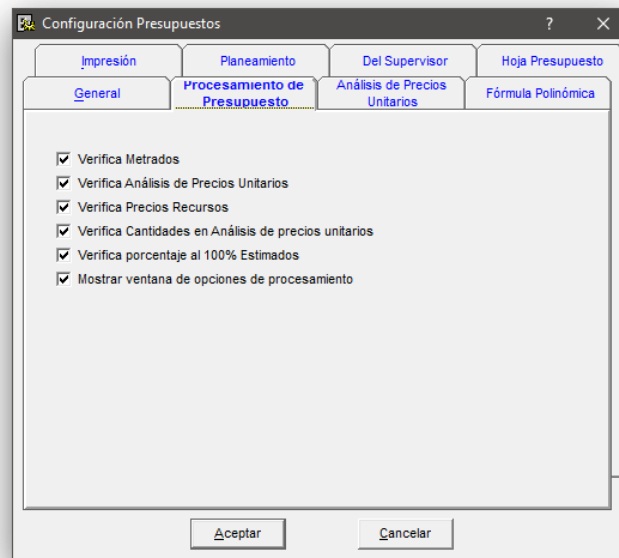 Configuración Presupuestos ? ×
Impresión Planeamiento Del Supervisor Hoja Presupuesto
General Procesamiento de Presupuesto Análisis de Precios Unitarios Fórmula Polinómica
Verifica Metrados
Verifica Análisis de Precios Unitarios
Verifica Precios Recursos
Verifica Cantidades en Análisis de precios unitarios
Verifica porcentaje al 100% Estimados
Mostrar ventana de opciones de procesamiento
Aceptar Cancelar